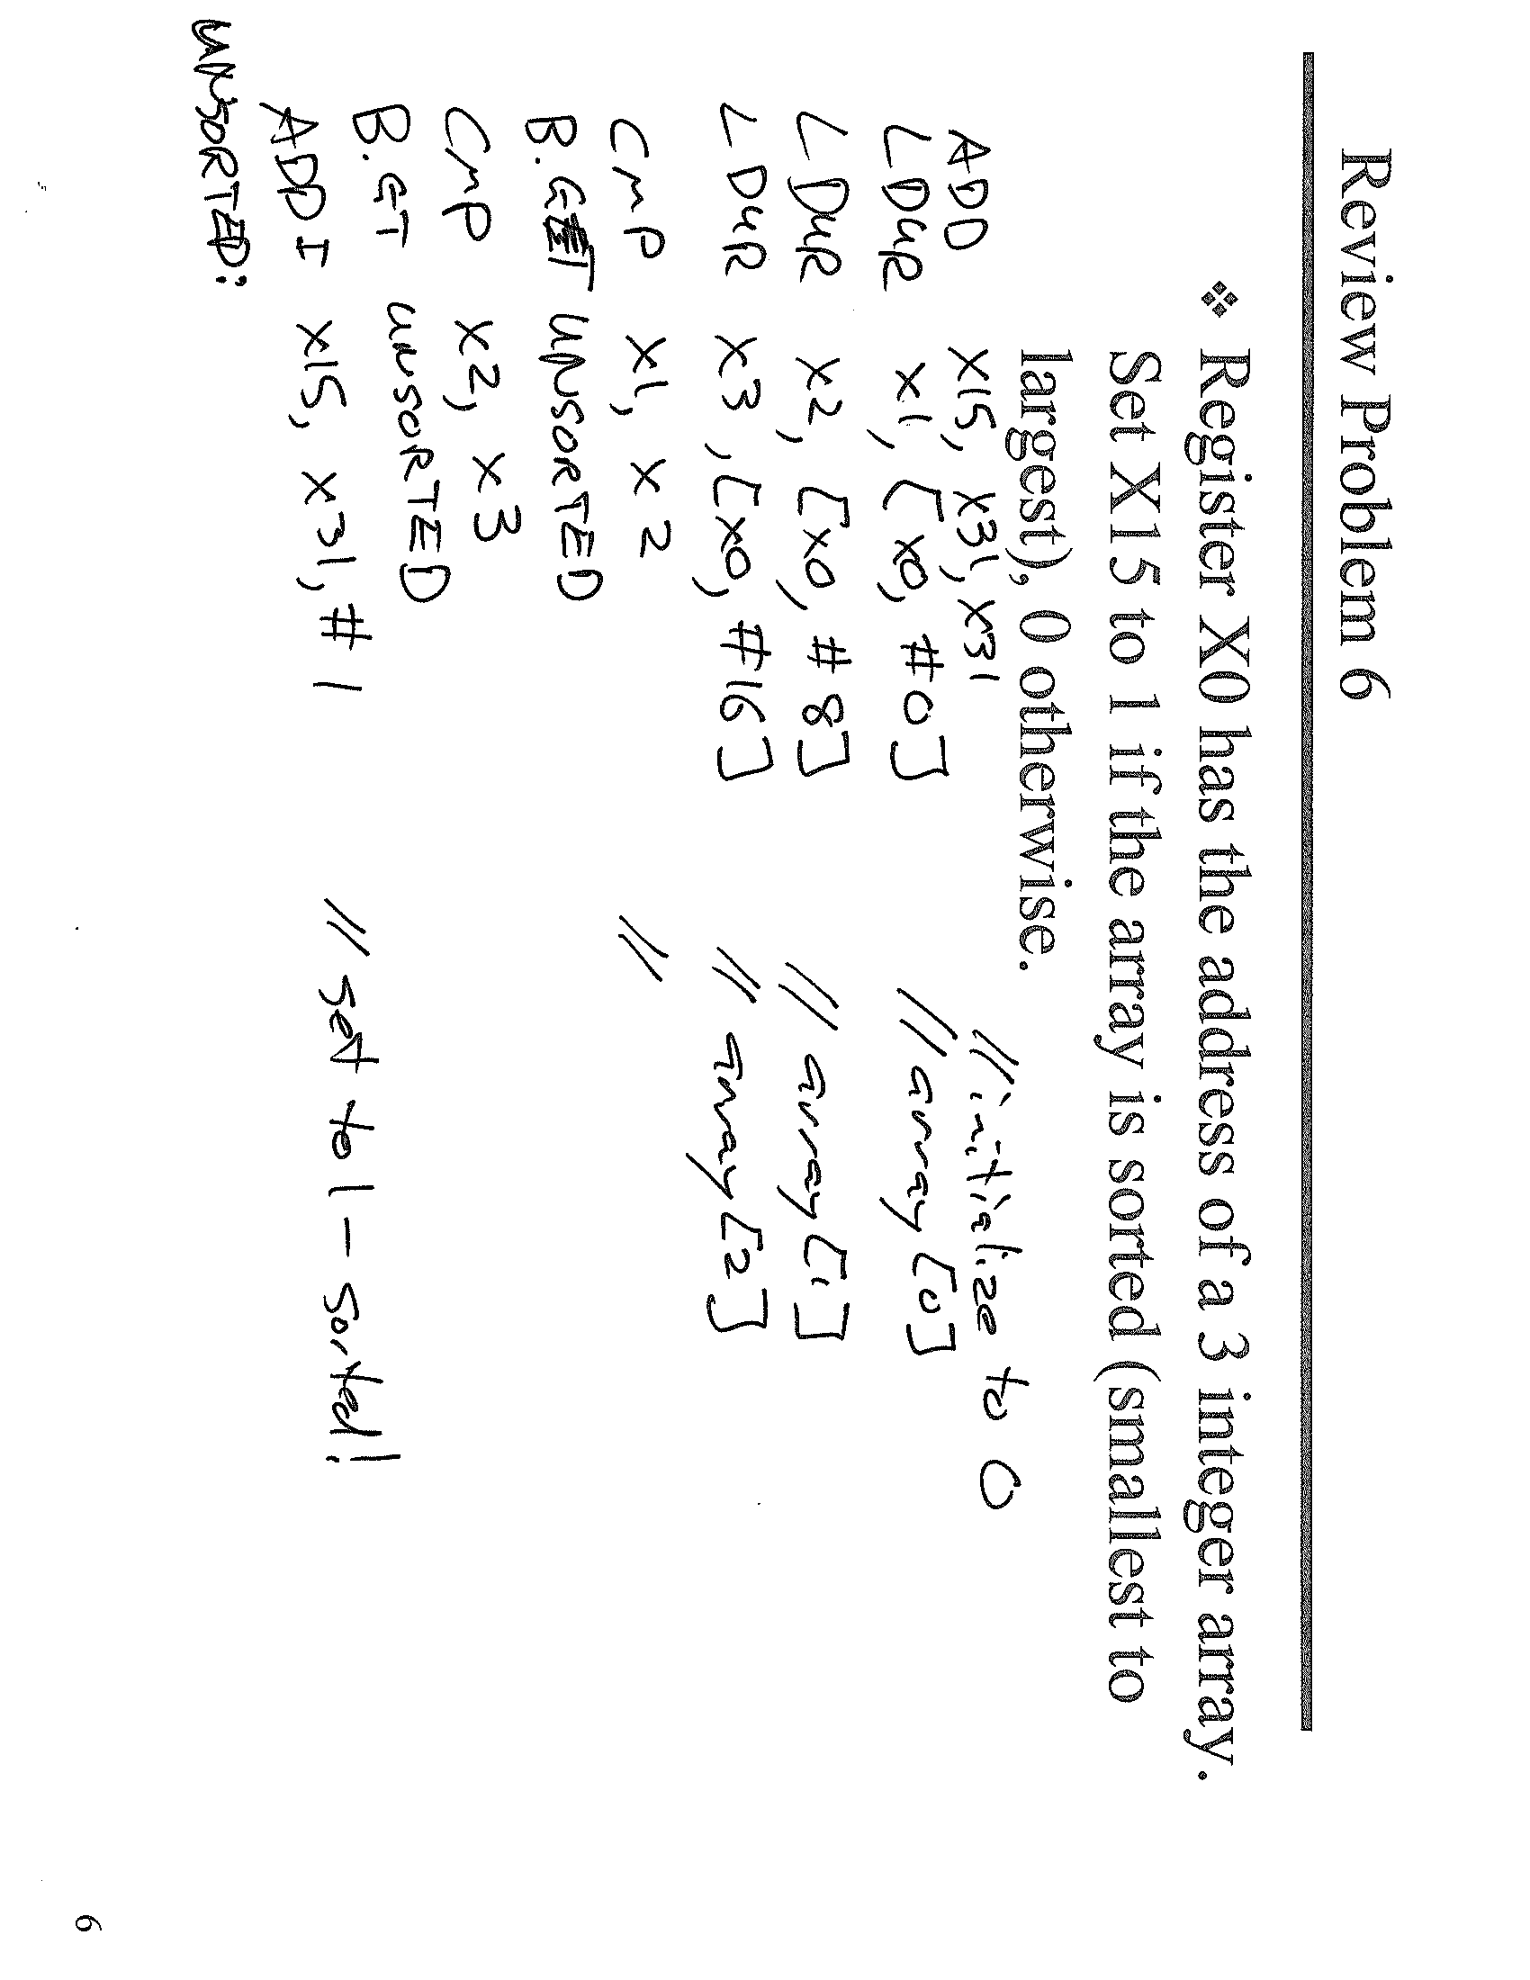 Review Problem 6
❖ Register X0 has the address of a 3 integer array.
Set X15 to 1 if the array is sorted (smallest to
largest), 0 otherwise.
ADD X15, X31, X31 // initialize to 0
LDUR X1, [X0, #0] // array[0]
LDUR X2, [X0, #8] // array[1]
LDUR X3, [X0, #16] // array[2]
CMP X1, X2 //
B.GT UNSORTED
CMP X2, X3
B.GT UNSORTED
ADDI X15, X31, #1 // set to 1 - sorted!
UNSORTED:
6